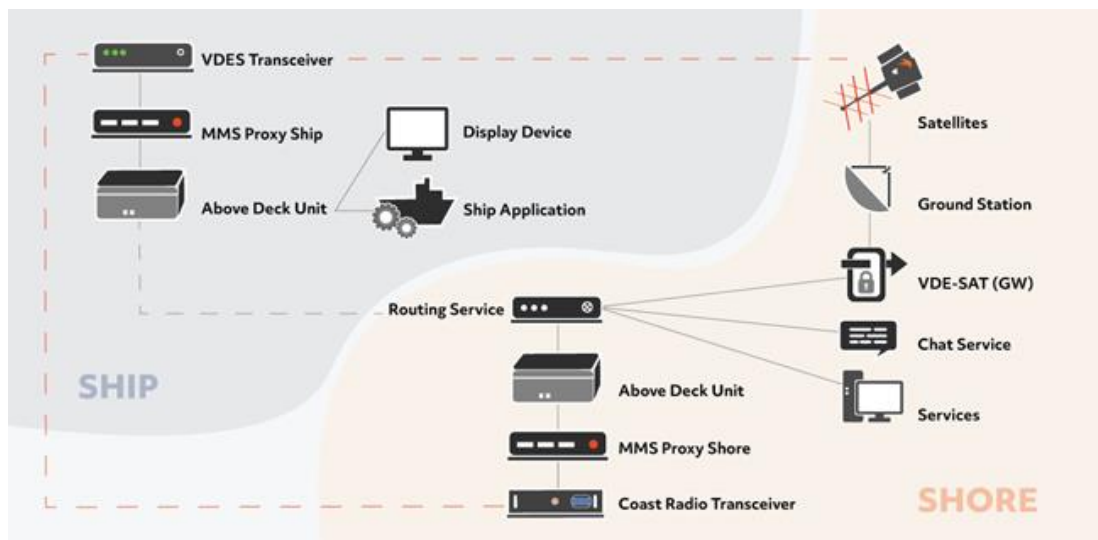 VDES Transceiver
MMS Proxy Ship
Display Device
Above Deck Unit
Ship Application
Satellites
Ground Station
VDE-SAT (GW)
Routing Service
Chat Service
SHIP
Above Deck Unit
Services
MMS Proxy Shore
Coast Radio Transceiver
SHORE